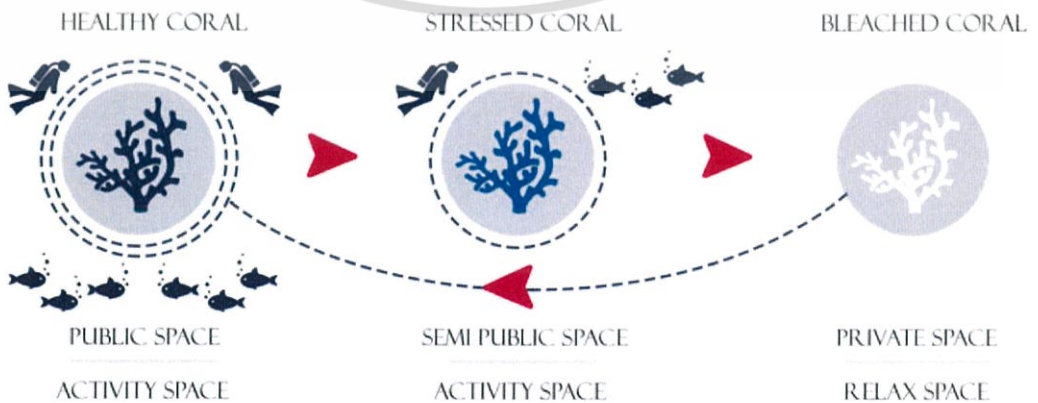 HEALTHY CORAL
STRESSED CORAL
BLEACHED CORAL
PUBLIC SPACE
SEMI PUBLIC SPACE
PRIVATE SPACE
ACTIVITY SPACE
ACTIVITY SPACE
RELAX SPACE